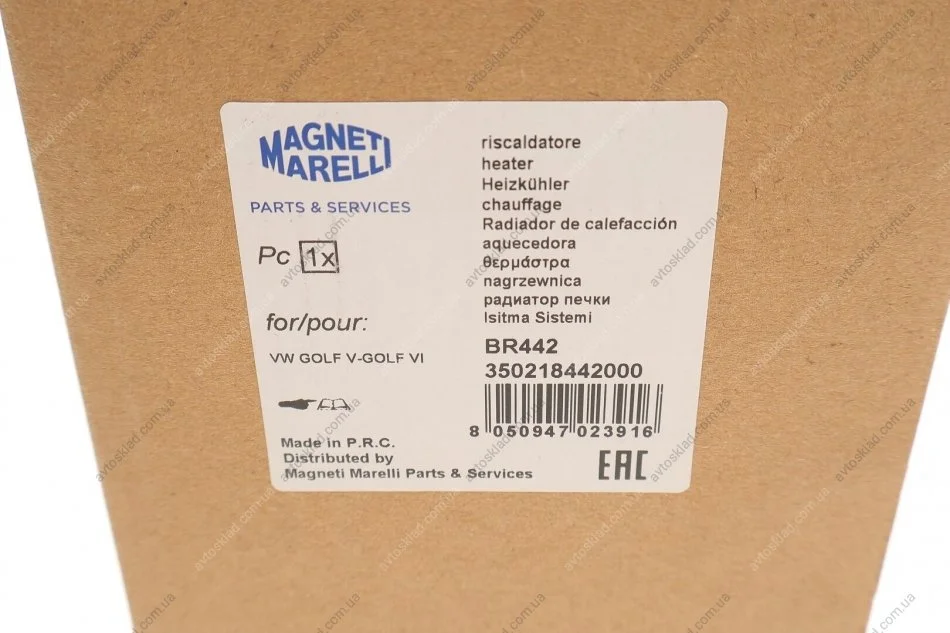 MAGNETI
MARELLI
PARTS & SERVICES
Pc 1x
for/pour:
VW GOLF V-GOLF VI
Made in P.R.C.
Distributed by
Magneti Marelli Parts & Services
riscaldatore
heater
Heizkühler
chauffage
Radiador de calefacción
aquecedora
θερμάστρα
nagrzewnica
радиатор печки
Isitma Sistemi
BR442
350218442000
8 050947 023916
EAC
avtosklad.com.ua